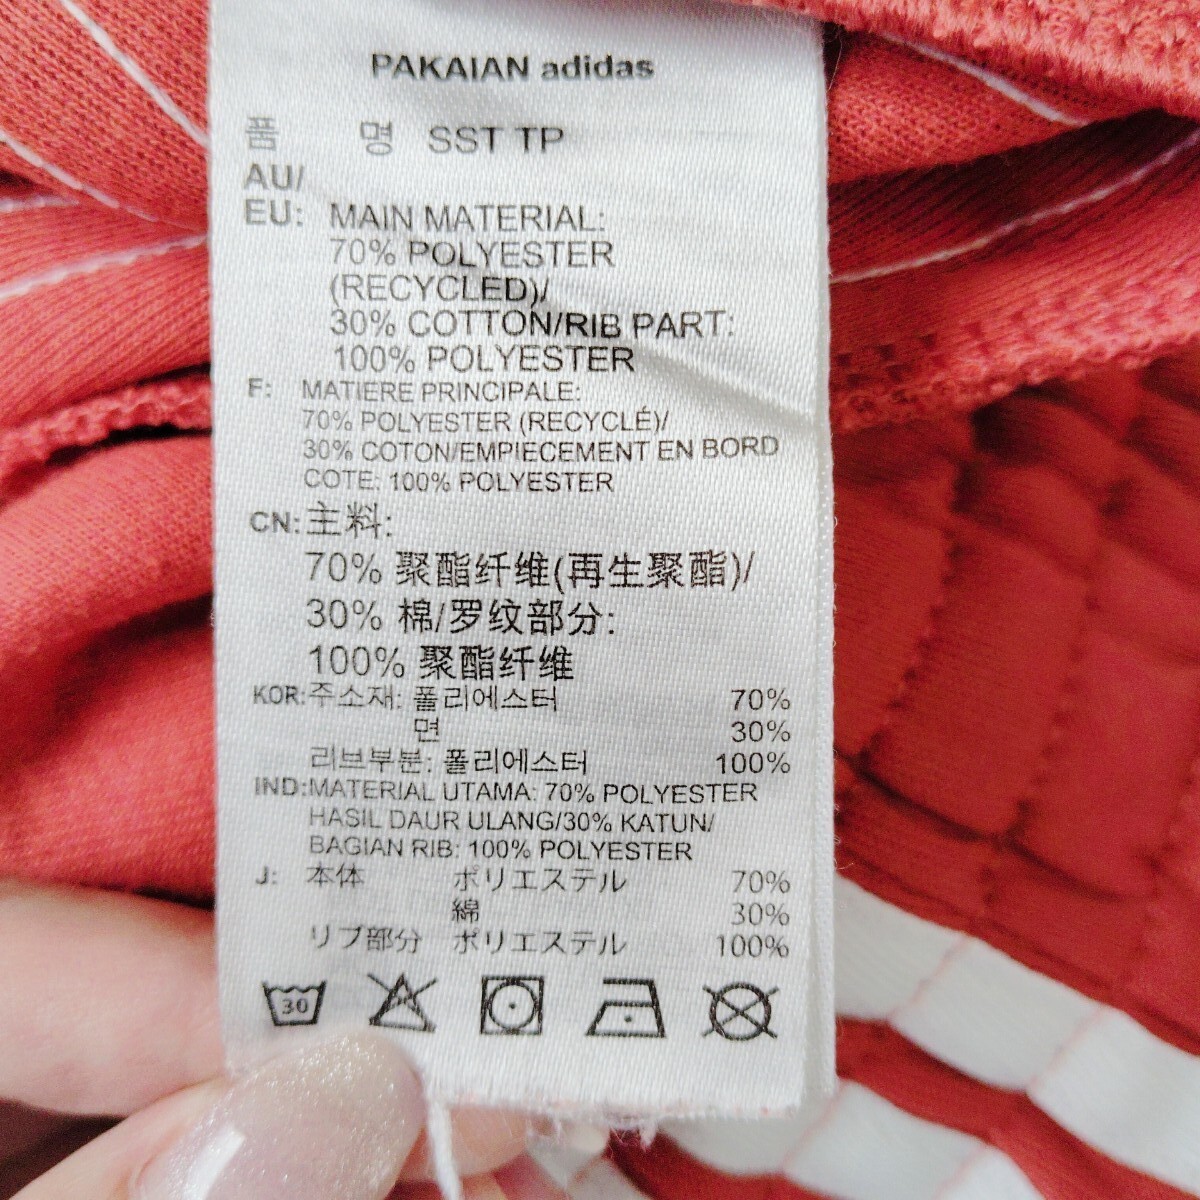 PAKAIAN adidas
품 명 SST TP
AU/
EU: MAIN MATERIAL:
70% POLYESTER
(RECYCLED)/
30% COTTON/RIB PART:
100% POLYESTER
F: MATIERE PRINCIPALE:
70% POLYESTER (RECYCLÉ)/
30% COTON/EMPIECEMENT EN BORD
COTE: 100% POLYESTER
CN: 主料:
70% 聚酯纤维(再生聚酯)/
30% 棉/罗纹部分:
100% 聚酯纤维
KOR: 주소재: 폴리에스터 70%
면 30%
리브부분: 폴리에스터 100%
IND: MATERIAL UTAMA: 70% POLYESTER
HASIL DAUR ULANG/30% KATUN/
BAGIAN RIB: 100% POLYESTER
J: 本体 ポリエステル 70%
綿 30%
リブ部分 ポリエステル 100%
30